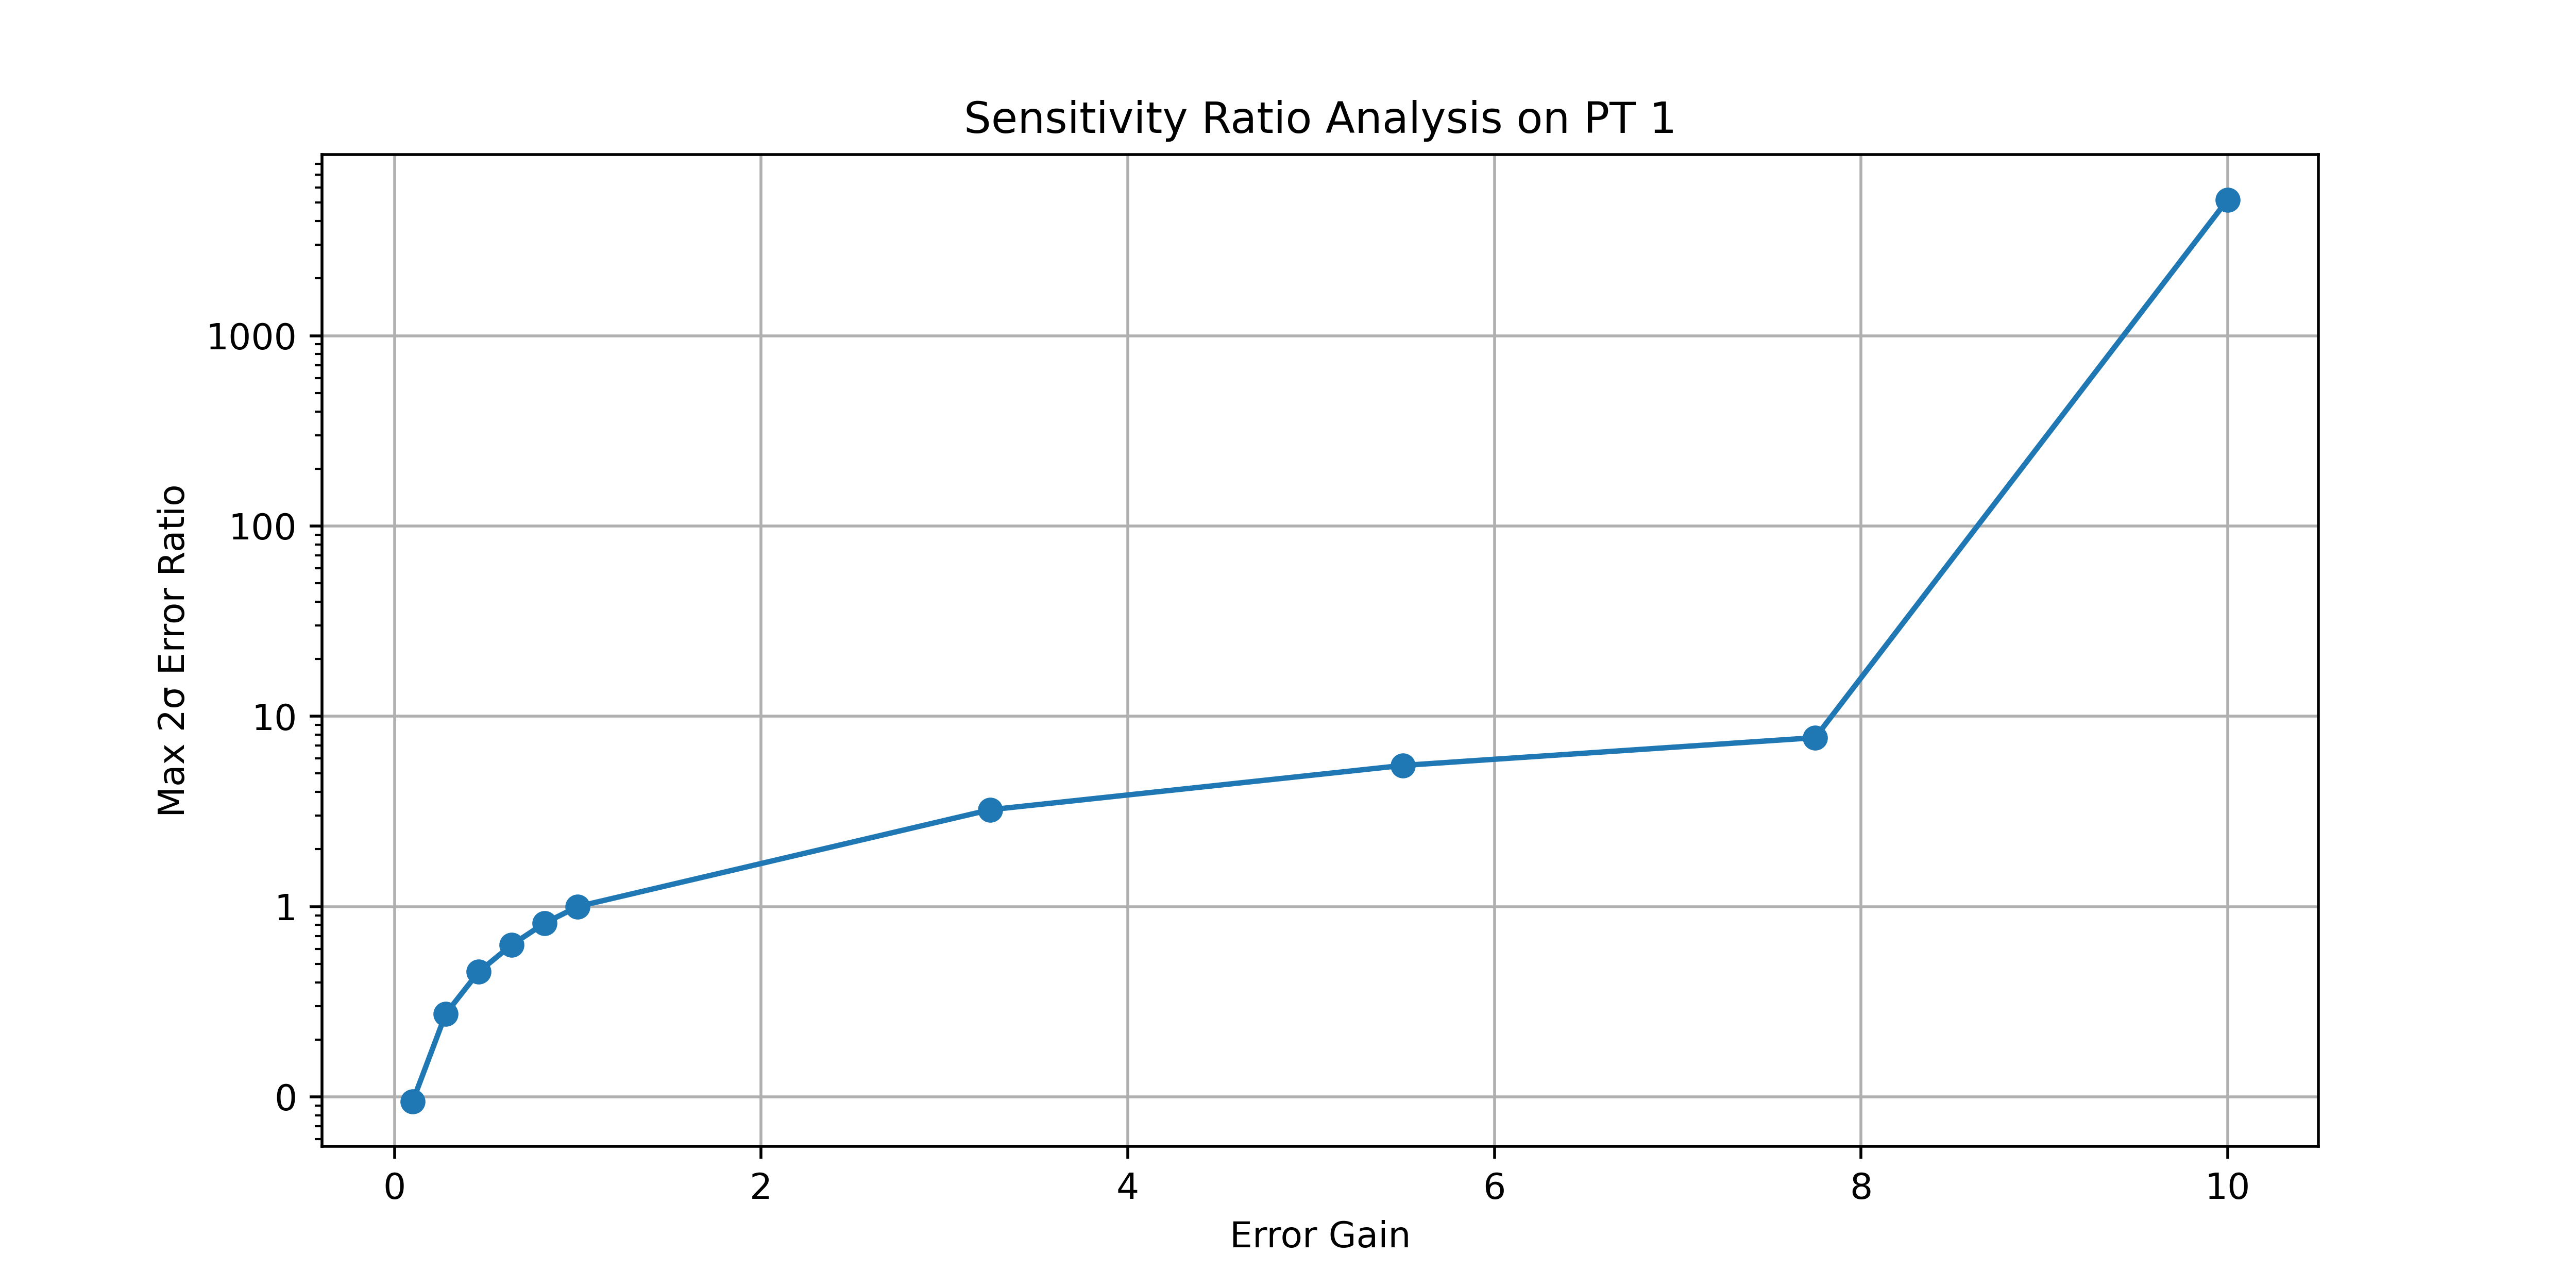 Sensitivity Ratio Analysis on PT 1
Max 2σ Error Ratio
1000
100
10
1
0
0 2 4 6 8 10
Error Gain